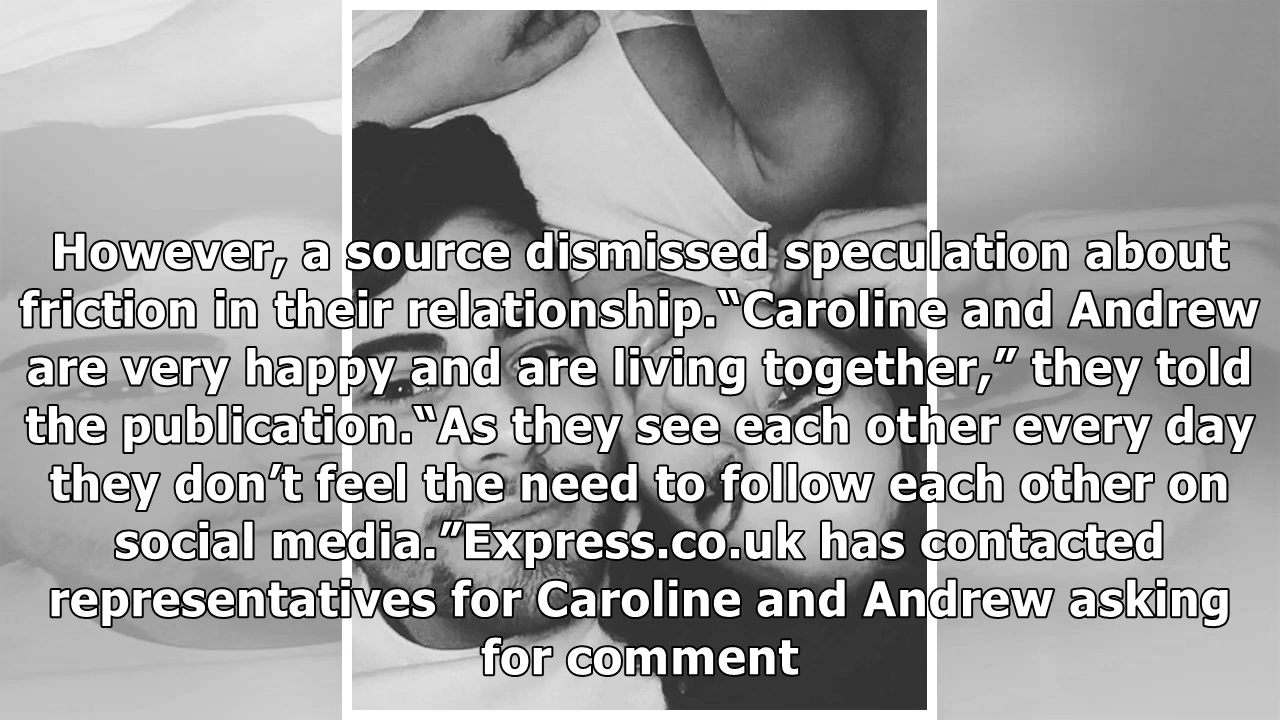 However, a source dismissed speculation about
friction in their relationship.“Caroline and Andrew
are very happy and are living together,” they told
the publication.“As they see each other every day
they don’t feel the need to follow each other on
social media.”Express.co.uk has contacted
representatives for Caroline and Andrew asking
for comment